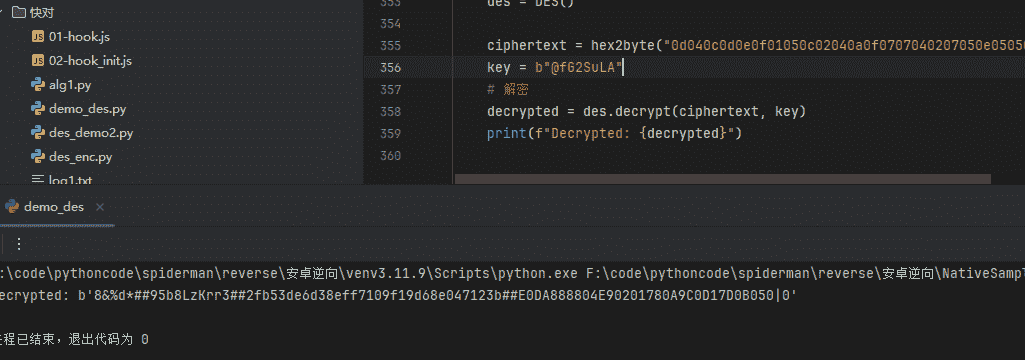 快对
01-hook.js
02-hook_init.js
alg1.py
demo_des.py
des_demo2.py
des_enc.py
log1.txt
353 des = DES()
354
355 ciphertext = hex2byte("0d040c0d0e0f01050c02040a0f0707040207050e0505
356 key = b"@fG2SuLA"
357 # 解密
358 decrypted = des.decrypt(ciphertext, key)
359 print(f"Decrypted: {decrypted}")
360
demo_des
:\code\pythoncode\spiderman\reverse\安卓逆向\venv3.11.9\Scripts\python.exe F:\code\pythoncode\spiderman\reverse\安卓逆向\NativeSamp
ecrypted: b'8&%d*##95b8LzKrr3##2fb53de6d38eff7109f19d68e047123b##E0DA888804E90201780A9C0D17D0B050|0'
进程已结束，退出代码为 0